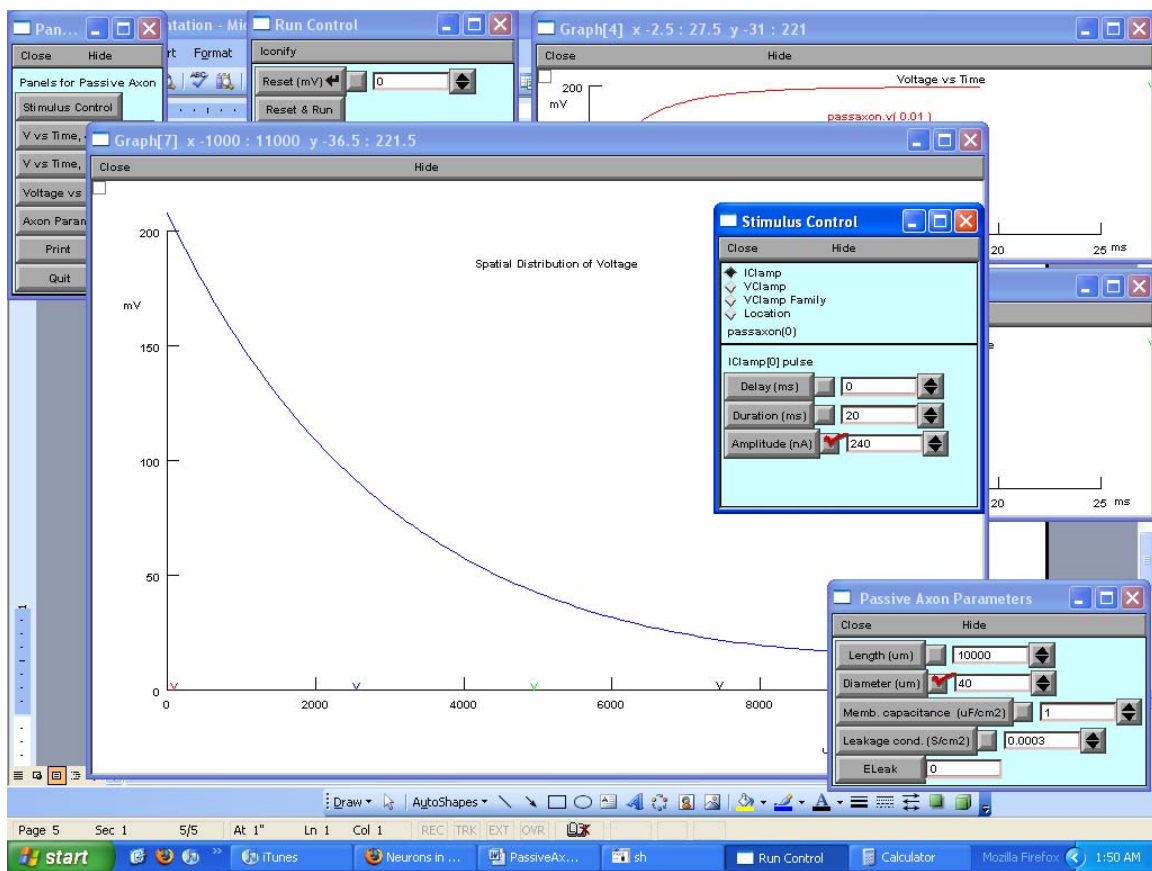 Pan...
Close Hide
Panels for Passive Axon
Stimulus Control
V vs Time,
V vs Time,
Voltage vs
Axon Param
Print
Quit
ntation - Mic
rt Format
Run Control
Iconify
Reset (mV) 0
Reset & Run
Graph[4] x -2.5 : 27.5 y -31 : 221
Close Hide
200
mV
Voltage vs Time
passaxon.v( 0.01 )
20 25 ms
20 25 ms
Graph[7] x -1000 : 11000 y -36.5 : 221.5
Close Hide
Spatial Distribution of Voltage
200
mV
150
100
50
0
0 2000 4000 6000 8000
Stimulus Control
Close Hide
IClamp
VClamp
VClamp Family
Location
passaxon(0)
IClamp[0] pulse
Delay (ms) 0
Duration (ms) 20
Amplitude (nA) 240
Passive Axon Parameters
Close Hide
Length (um) 10000
Diameter (um) 40
Memb. capacitance (uF/cm2) 1
Leakage cond. (S/cm2) 0.0003
ELeak 0
Draw AutoShapes
Page 5 Sec 1 5/5 At 1" Ln 1 Col 1 REC TRK EXT OVR
start iTunes Neurons in ... PassiveAx... sh Run Control Calculator Mozilla Firefox 1:50 AM